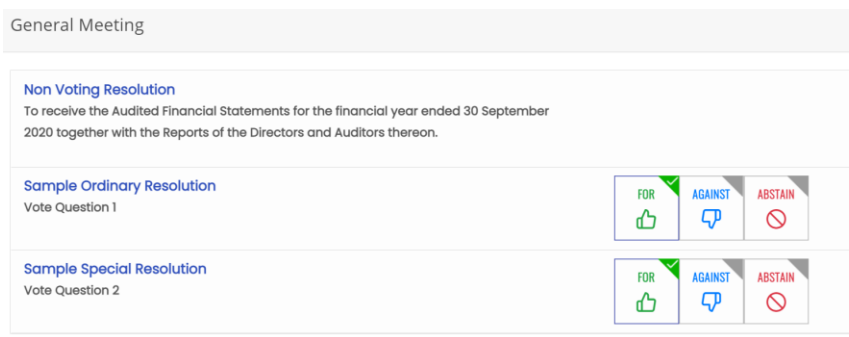 General Meeting
Non Voting Resolution
To receive the Audited Financial Statements for the financial year ended 30 September
2020 together with the Reports of the Directors and Auditors thereon.
Sample Ordinary Resolution
Vote Question 1
FOR AGAINST ABSTAIN
Sample Special Resolution
Vote Question 2
FOR AGAINST ABSTAIN